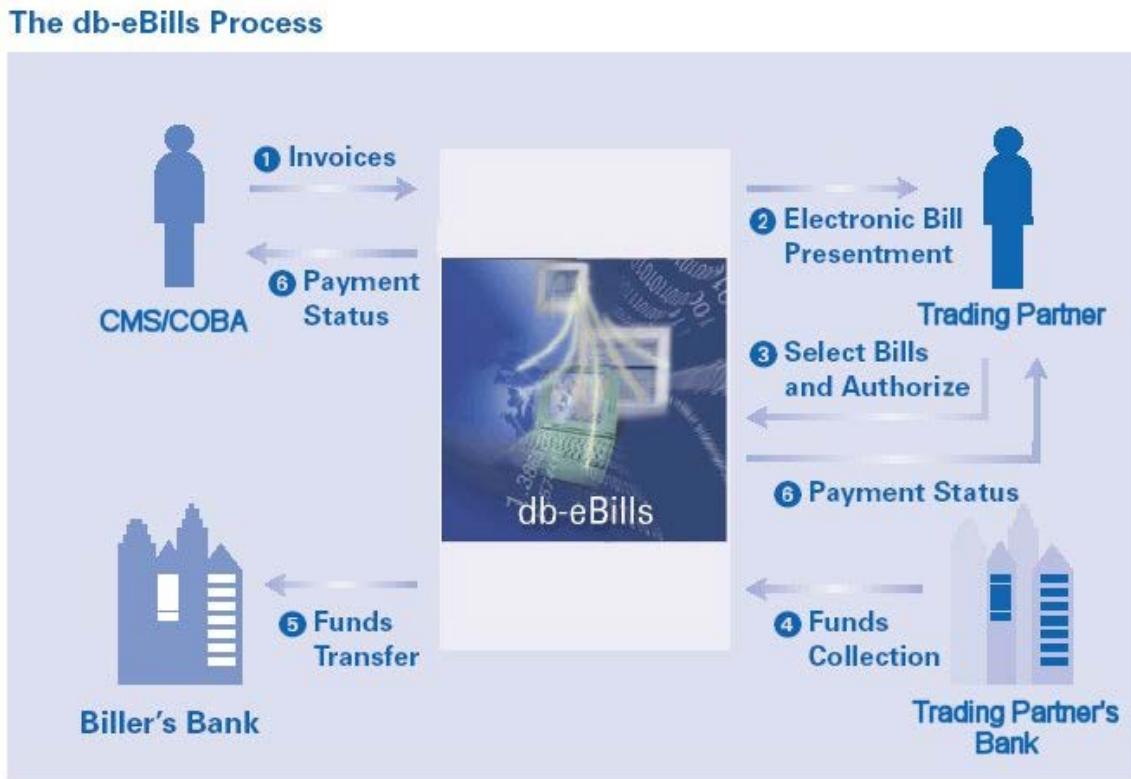 The db-eBills Process
1 Invoices
6 Payment
Status
CMS/COBA
2 Electronic Bill
Presentment
Trading Partner
3 Select Bills
and Authorize
6 Payment Status
db-eBills
5 Funds
Transfer
Biller's Bank
4 Funds
Collection
Trading Partner's
Bank